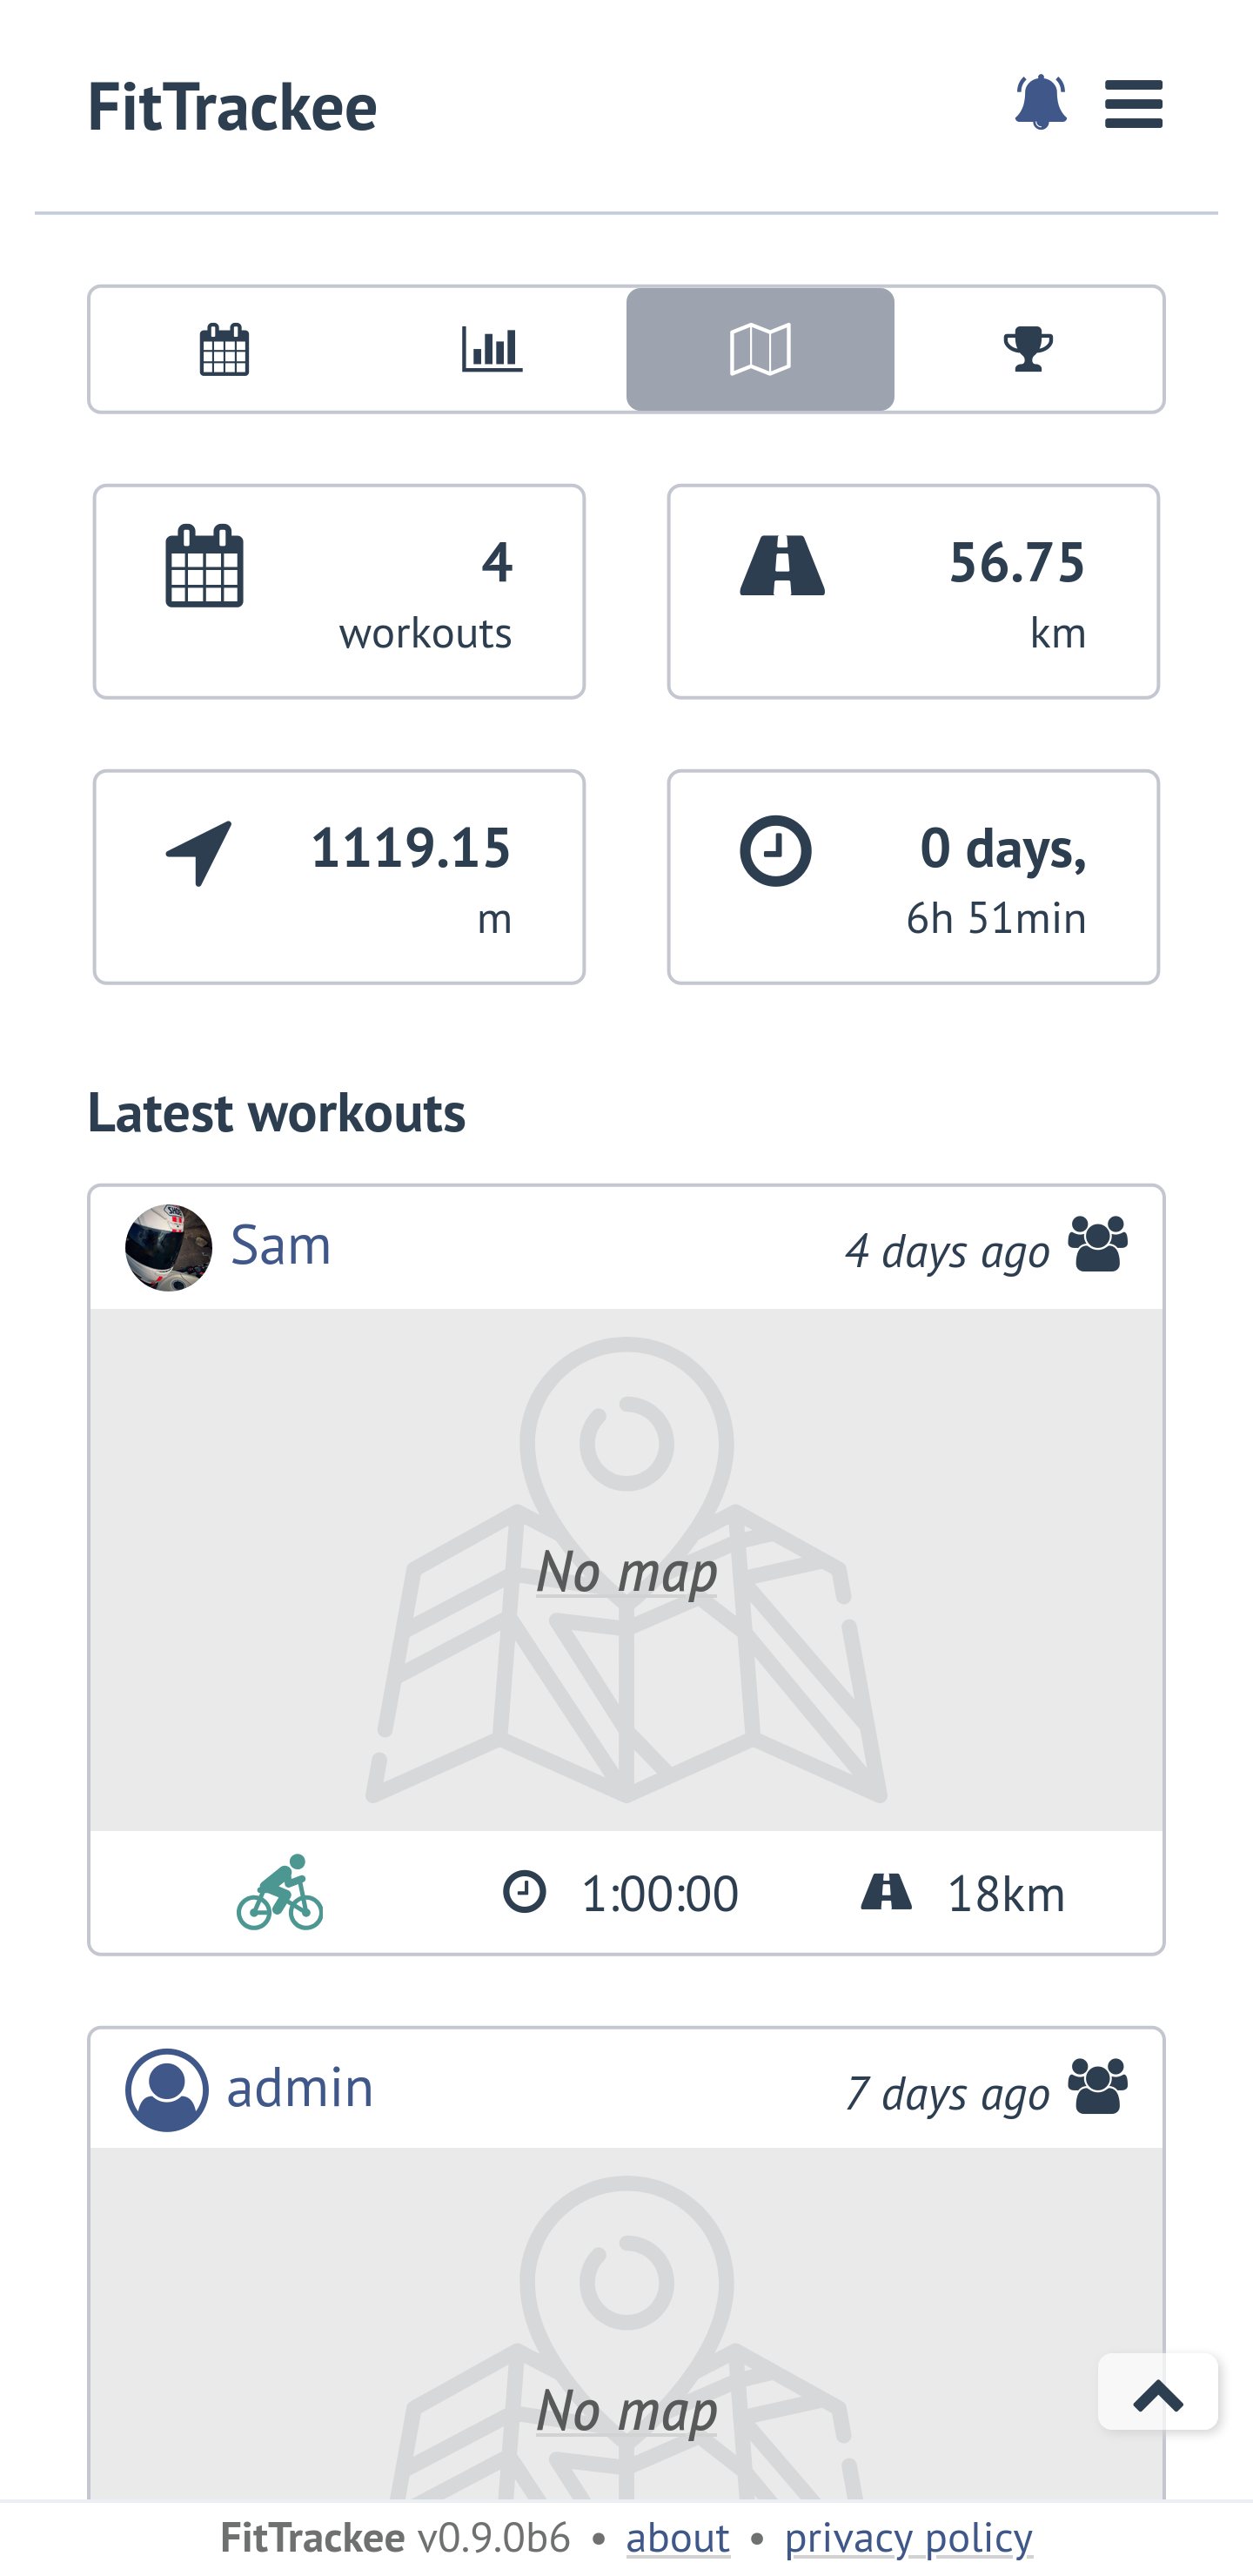 FitTrackee
4
workouts
56.75
km
1119.15
m
0 days,
6h 51min
Latest workouts
Sam
4 days ago
No map
1:00:00
18km
admin
7 days ago
No map
FitTrackee v0.9.0b6 • about • privacy policy